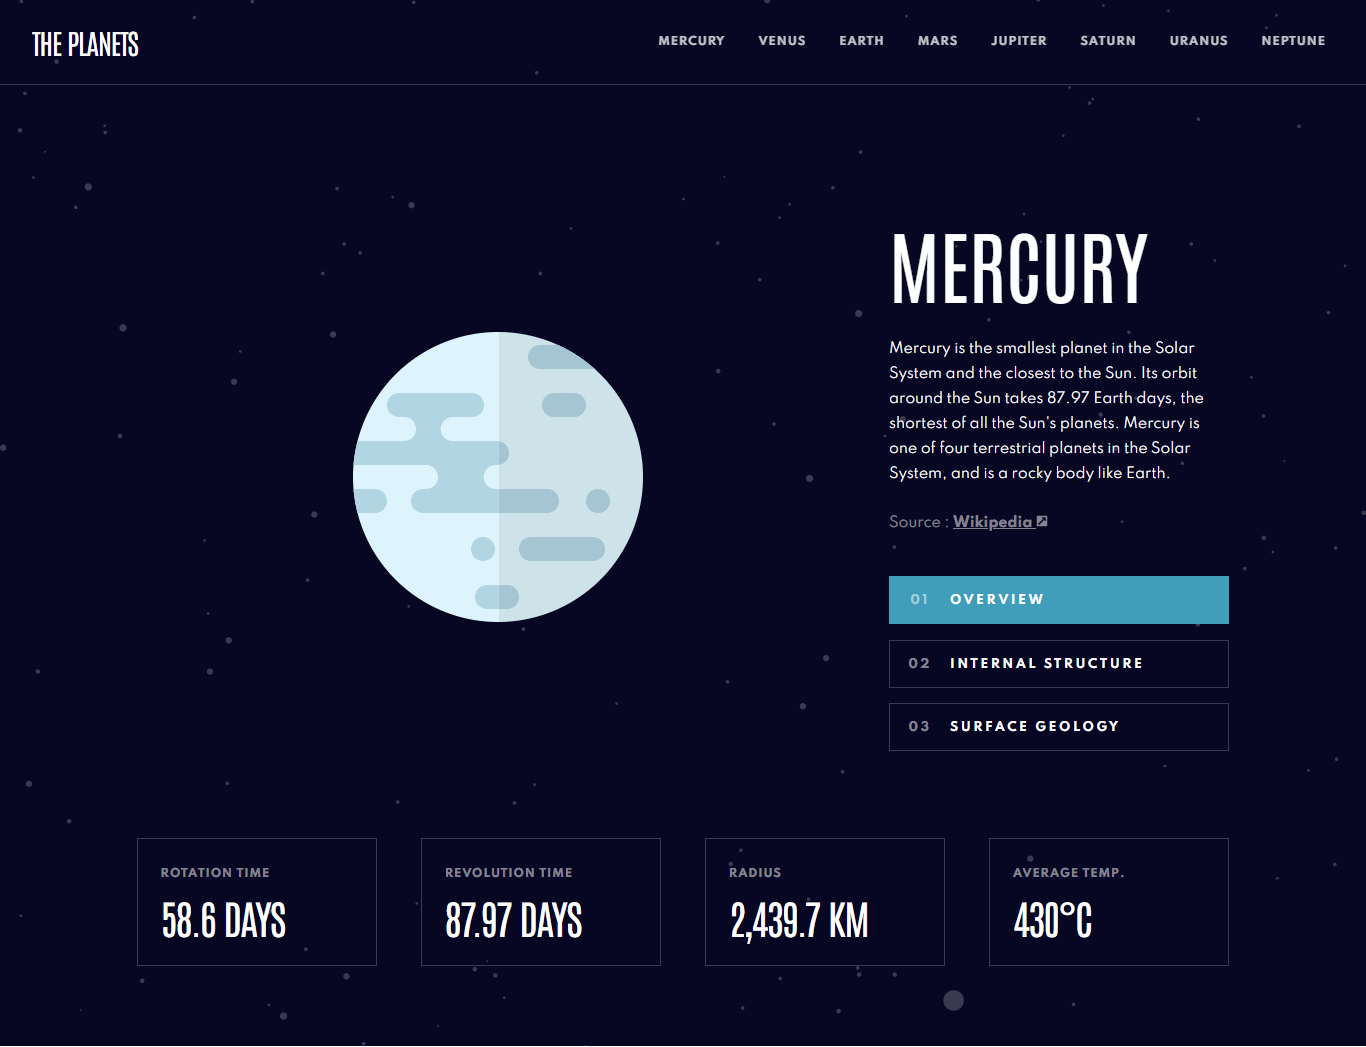 THE PLANETS
MERCURY VENUS EARTH MARS JUPITER SATURN URANUS NEPTUNE
MERCURY
Mercury is the smallest planet in the Solar
System and the closest to the Sun. Its orbit
around the Sun takes 87.97 Earth days, the
shortest of all the Sun's planets. Mercury is
one of four terrestrial planets in the Solar
System, and is a rocky body like Earth.
Source : Wikipedia
01 OVERVIEW
02 INTERNAL STRUCTURE
03 SURFACE GEOLOGY
ROTATION TIME
58.6 DAYS
REVOLUTION TIME
87.97 DAYS
RADIUS
2,439.7 KM
AVERAGE TEMP.
430°C